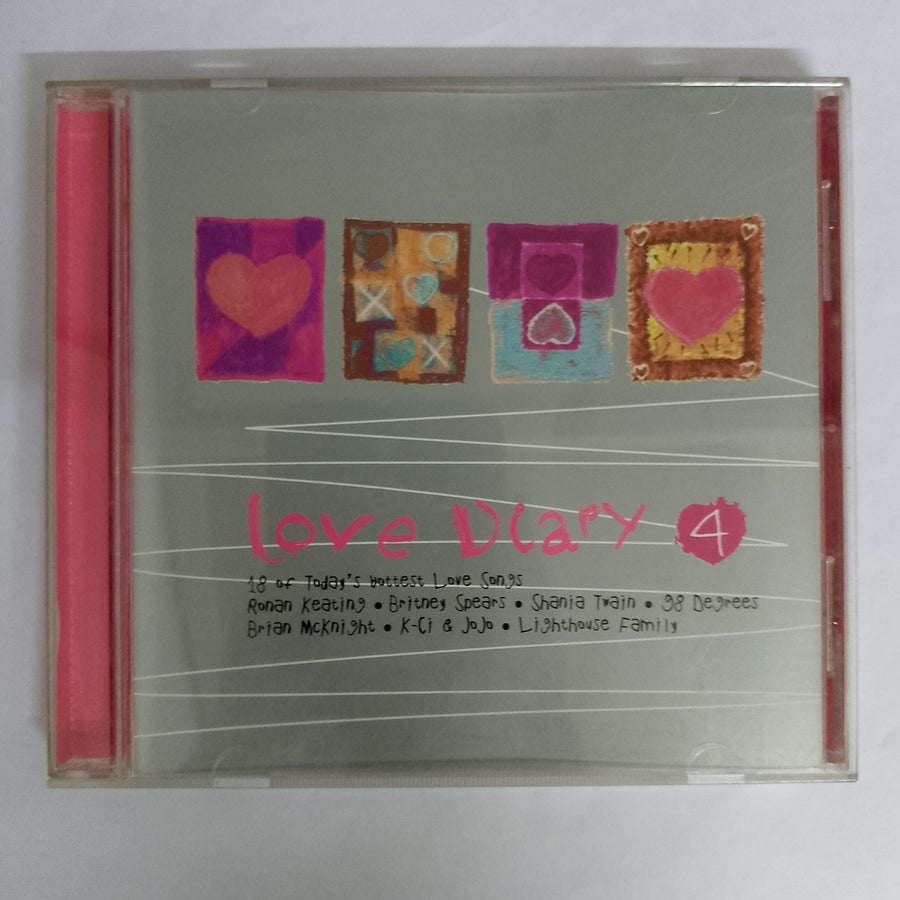 Love Diary 4
18 of Today's Hottest Love Songs
Ronan Keating • Britney Spears • Shania Twain • 98 Degrees
Brian McKnight • K-Ci & JoJo • Lighthouse Family